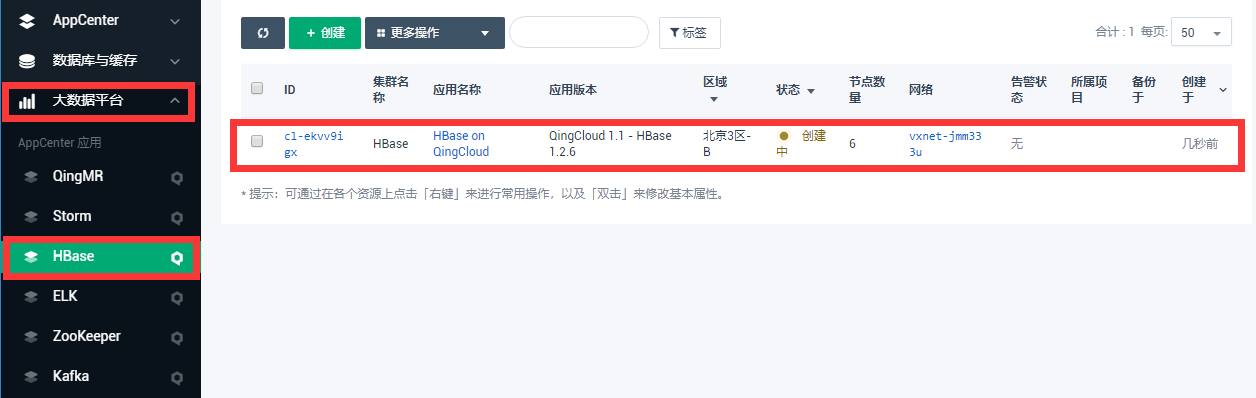 AppCenter
数据库与缓存
大数据平台
AppCenter 应用
QingMR
Storm
HBase
ELK
ZooKeeper
Kafka
+ 创建 更多操作 标签 合计 : 1 每页: 50
ID 集群名称 应用名称 应用版本 区域 状态 节点数量 网络 告警状态 所属项目 备份于 创建于
cl-ekvv9i HBase HBase on QingCloud 1.1 - HBase 北京3区- 创建 6 vxnet-jmm33 无 几秒前
gx QingCloud 1.2.6 B 中 3u
* 提示：可通过在各个资源上点击「右键」来进行常用操作，以及「双击」来修改基本属性。